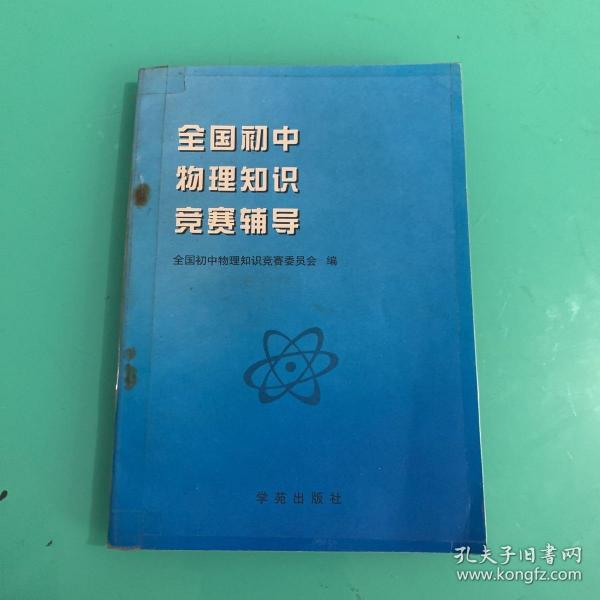 全国初中
物理知识
竞赛辅导
全国初中物理知识竞赛委员会 编
学苑出版社
孔夫子旧书网
www.kongfz.com